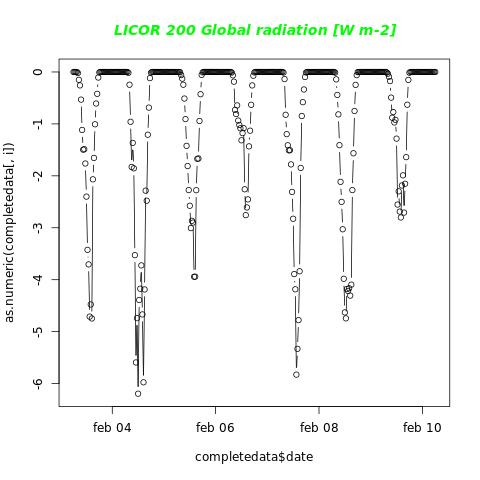 LICOR 200 Global radiation [W m-2]
as.numeric(completedata[, i])
0
-1
-2
-3
-4
-5
-6
feb 04 feb 06 feb 08 feb 10
completedata$date